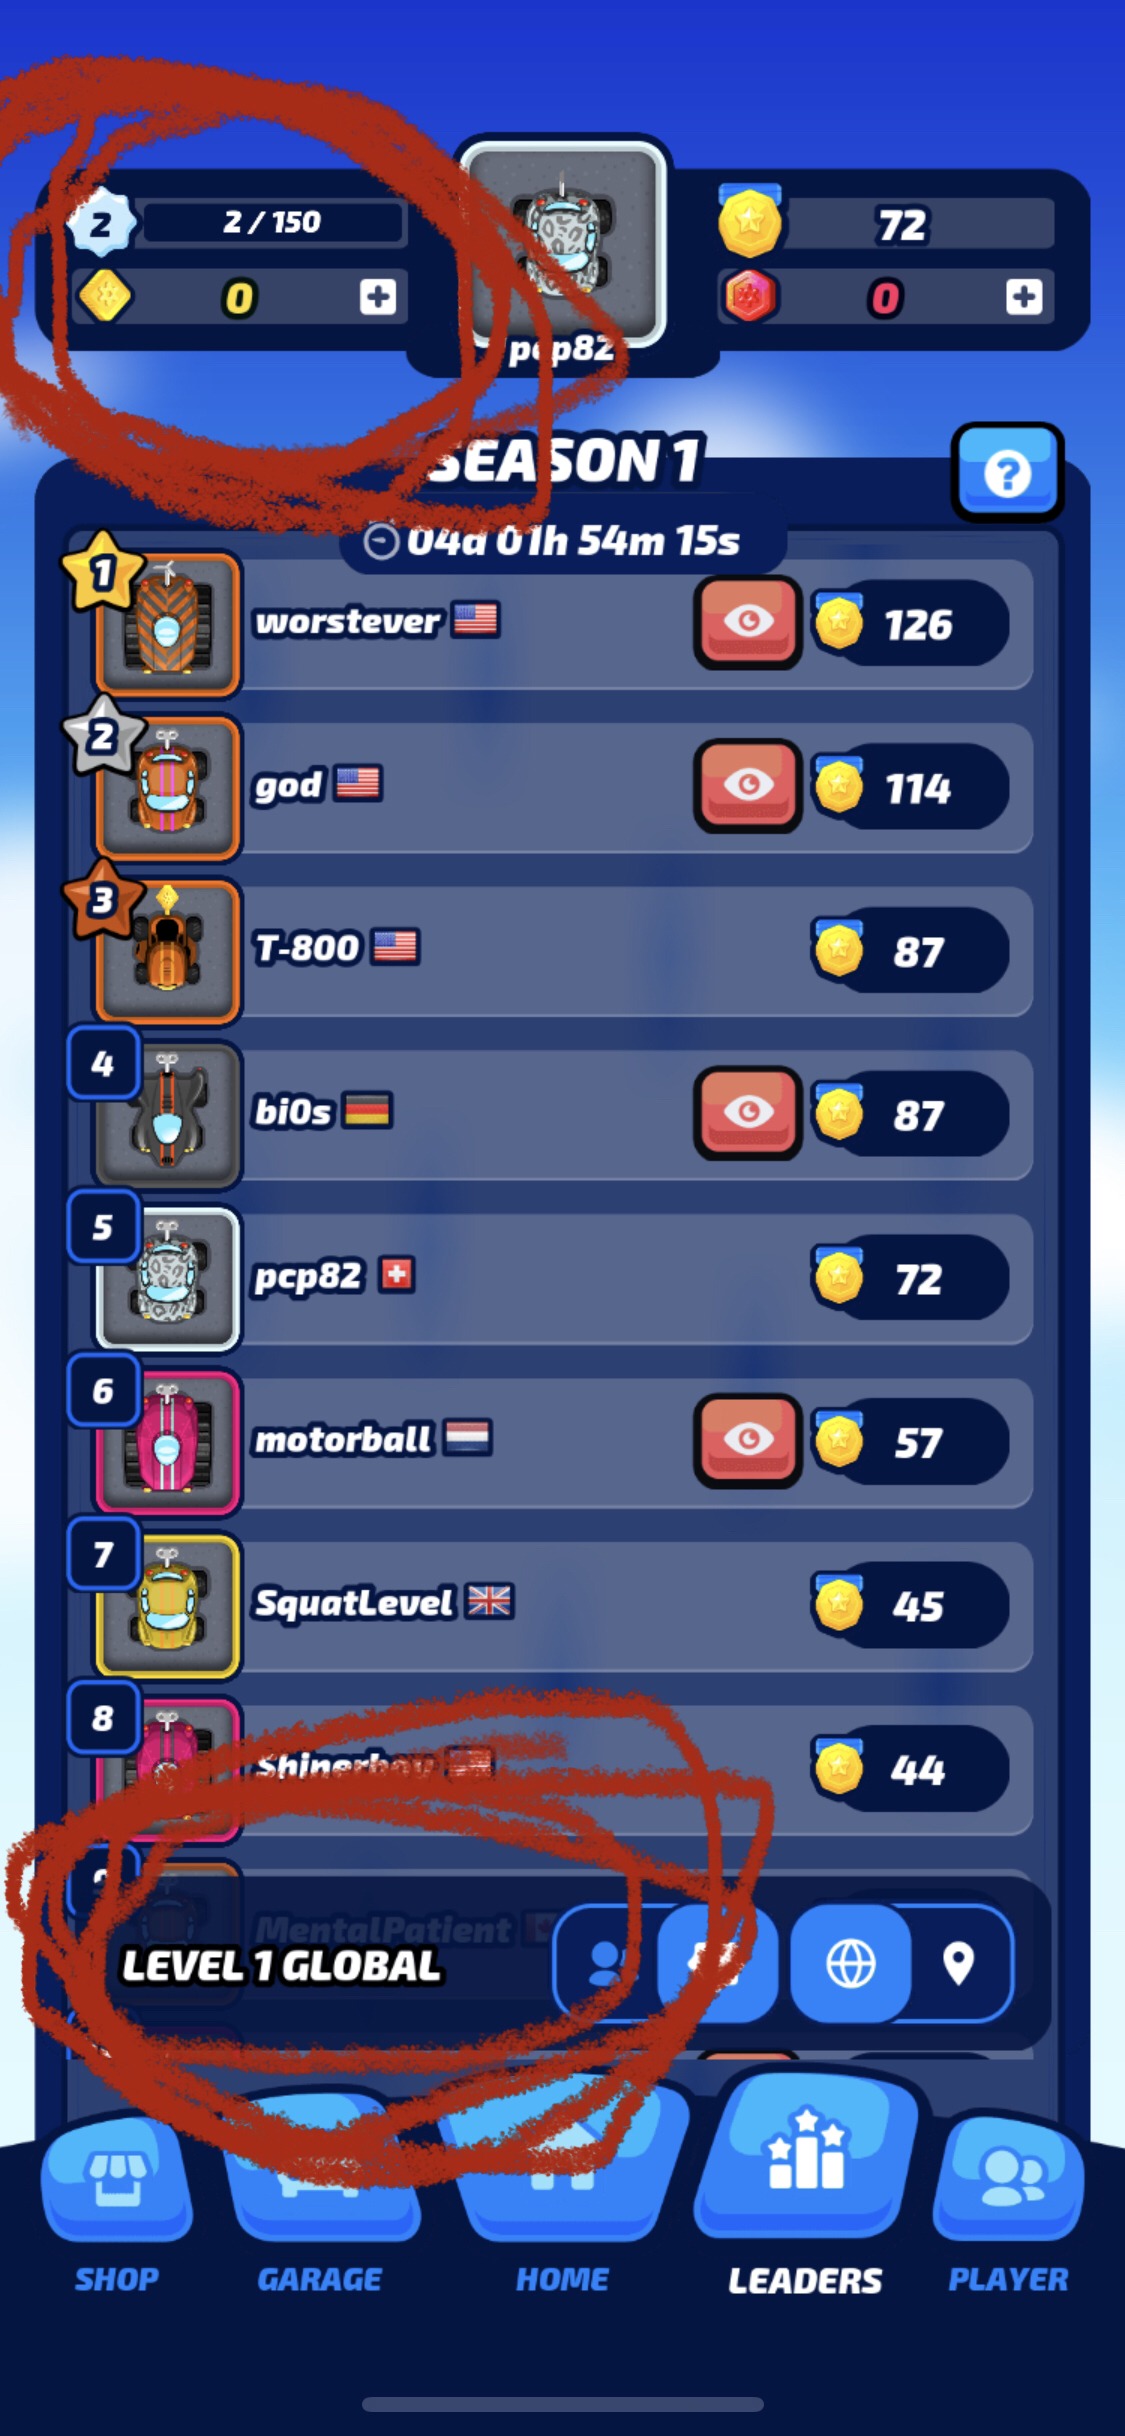 2
2 / 150
72
0
0
pcp82
SEASON 1
04d 01h 54m 15s
1
worstever
126
2
god
114
3
T-800
87
4
bi0s
87
5
pcp82
72
6
motorball
57
7
SquatLevel
45
8
Shinerboy
44
MentalPatient
LEVEL 1 GLOBAL
SHOP
GARAGE
HOME
LEADERS
PLAYER